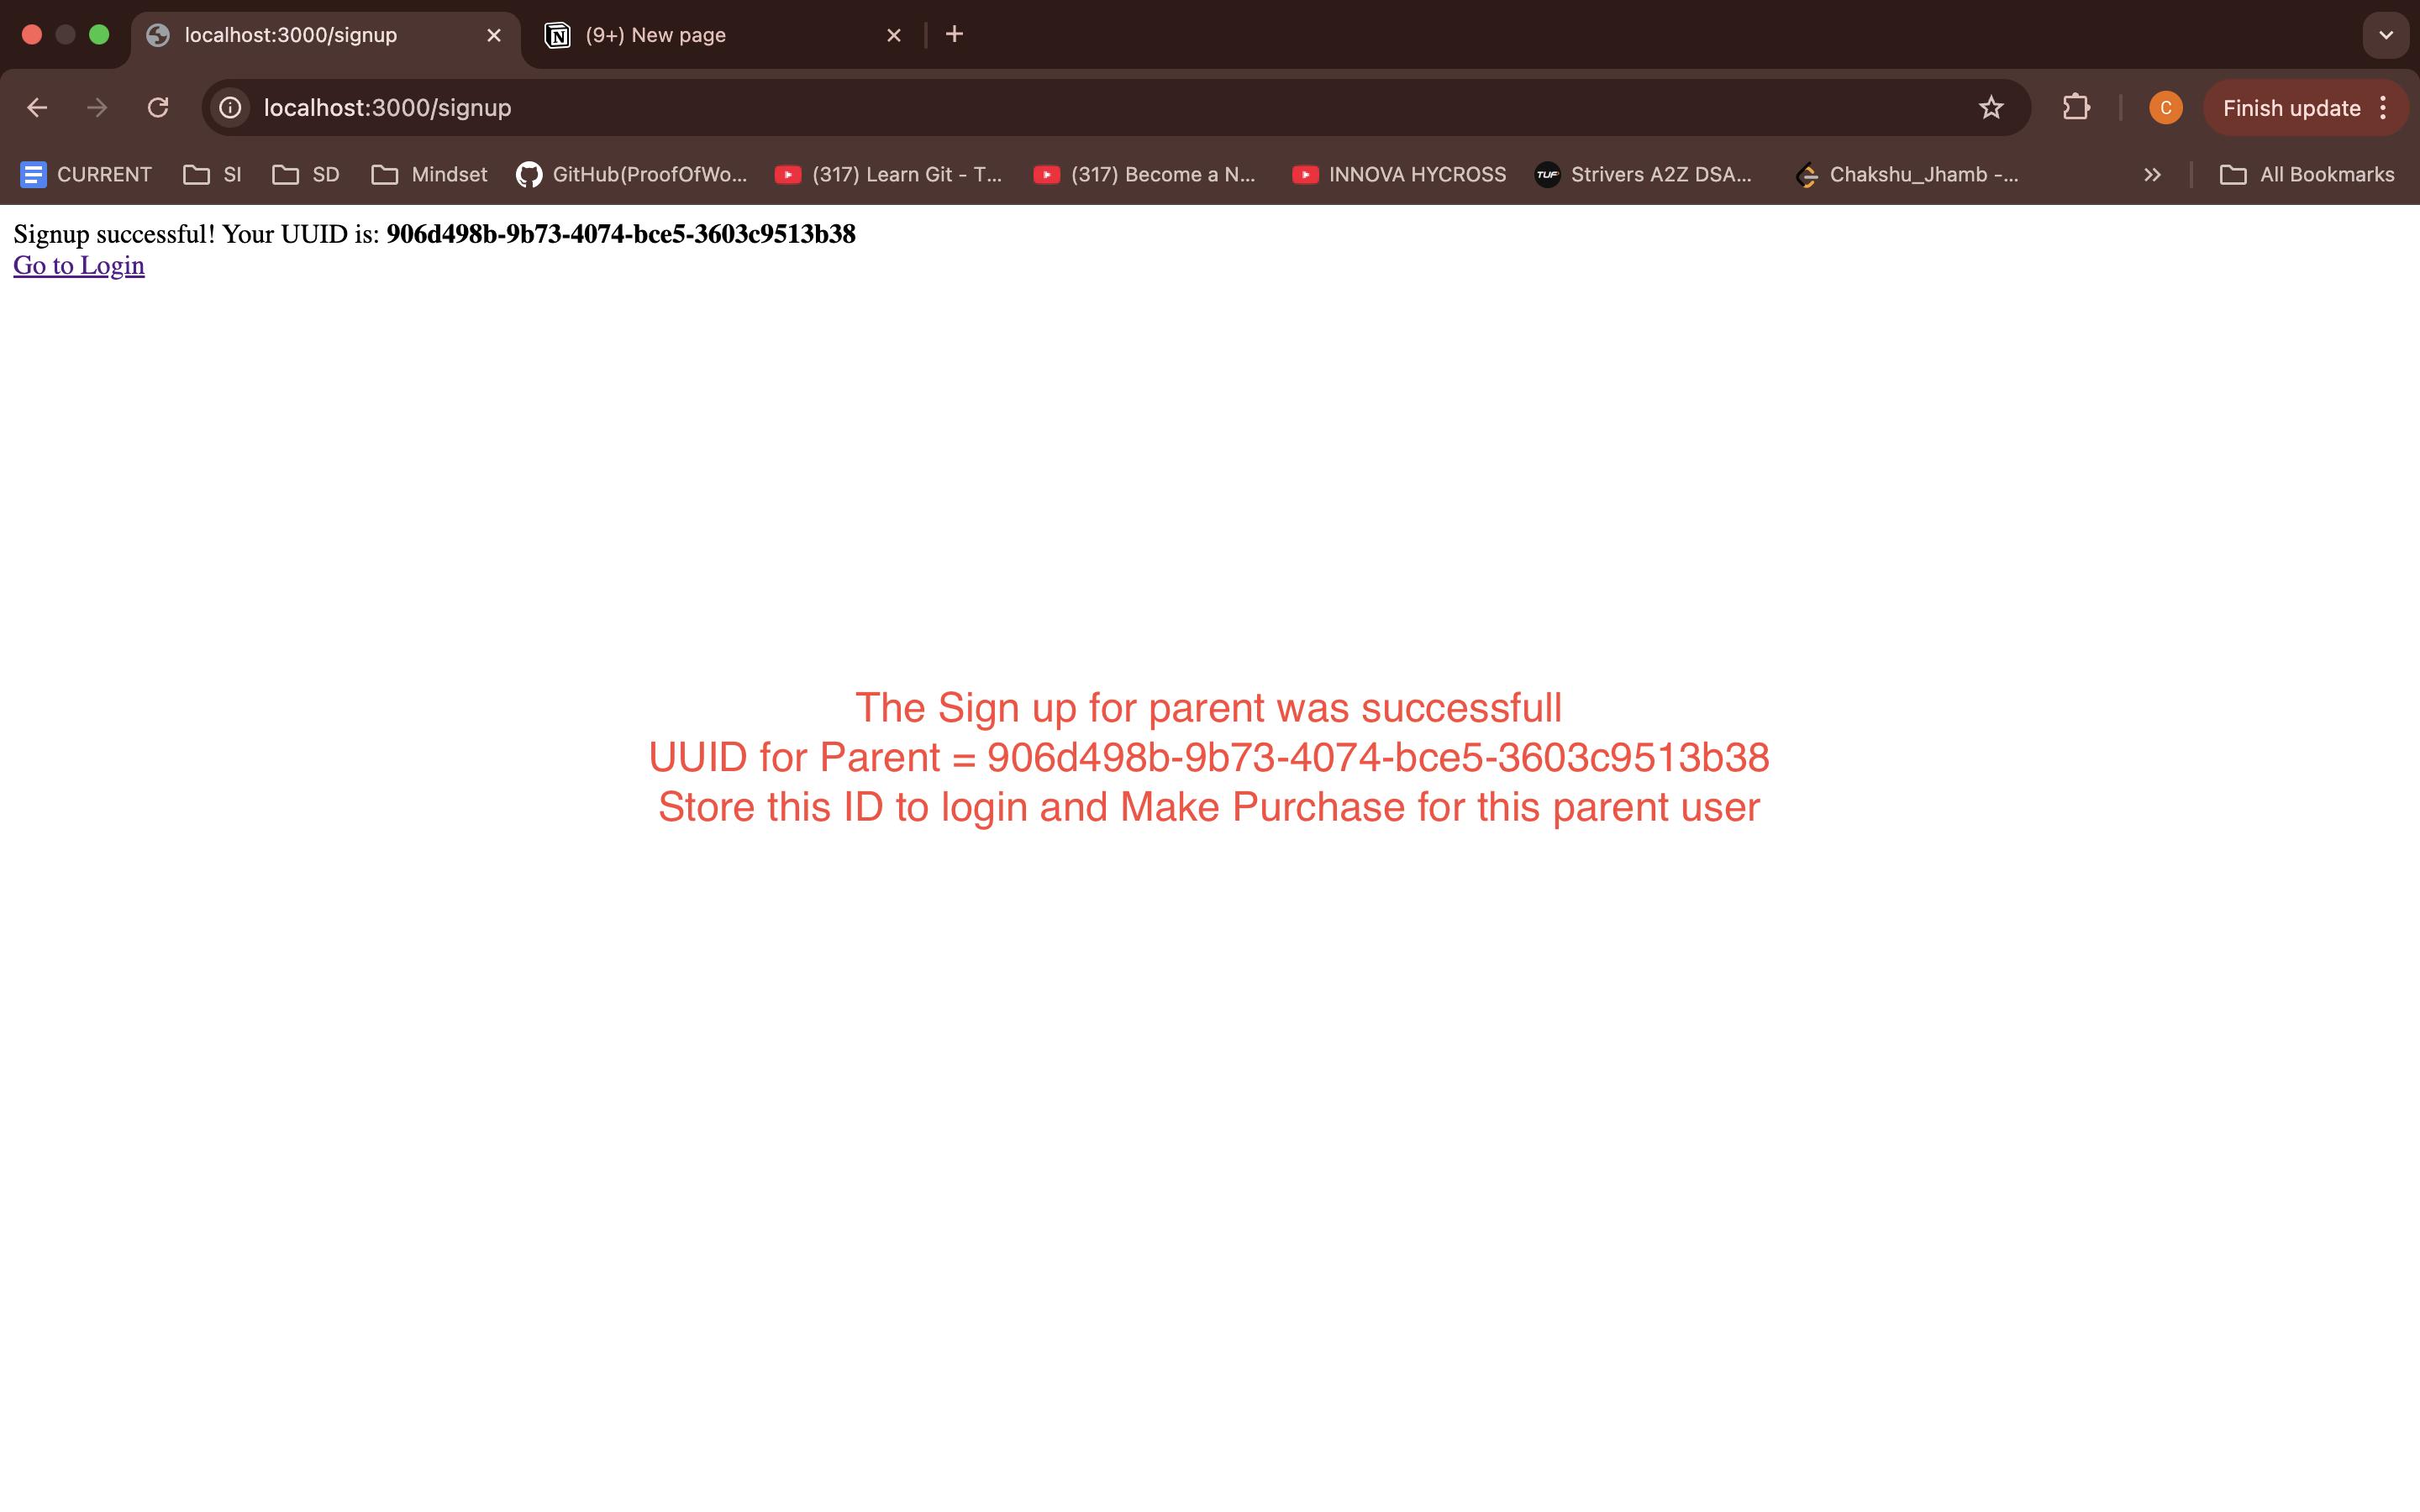 localhost:3000/signup
(9+) New page
localhost:3000/signup
C
Finish update
CURRENT
SI
SD
Mindset
GitHub(ProofOfWo...
(317) Learn Git - T...
(317) Become a N...
INNOVA HYCROSS
TUF
Strivers A2Z DSA...
Chakshu_Jhamb -...
All Bookmarks
Signup successful! Your UUID is: 906d498b-9b73-4074-bce5-3603c9513b38
Go to Login
The Sign up for parent was successfull
UUID for Parent = 906d498b-9b73-4074-bce5-3603c9513b38
Store this ID to login and Make Purchase for this parent user